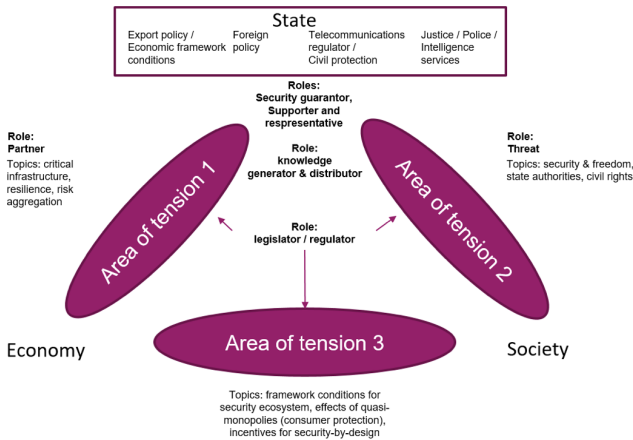 State
Export policy /
Economic framework
conditions
Foreign
policy
Telecommunications
regulator /
Civil protection
Justice / Police /
Intelligence
services
Roles:
Security guarantor,
Supporter and
respresentative
Role:
Partner
Topics: critical
infrastructure,
resilience, risk
aggregation
Area of tension 1
Role:
knowledge
generator & distributor
Area of tension 2
Role:
Threat
Topics: security & freedom,
state authorities, civil rights
Role:
legislator / regulator
Economy
Area of tension 3
Society
Topics: framework conditions for
security ecosystem, effects of quasi-
monopolies (consumer protection),
incentives for security-by-design